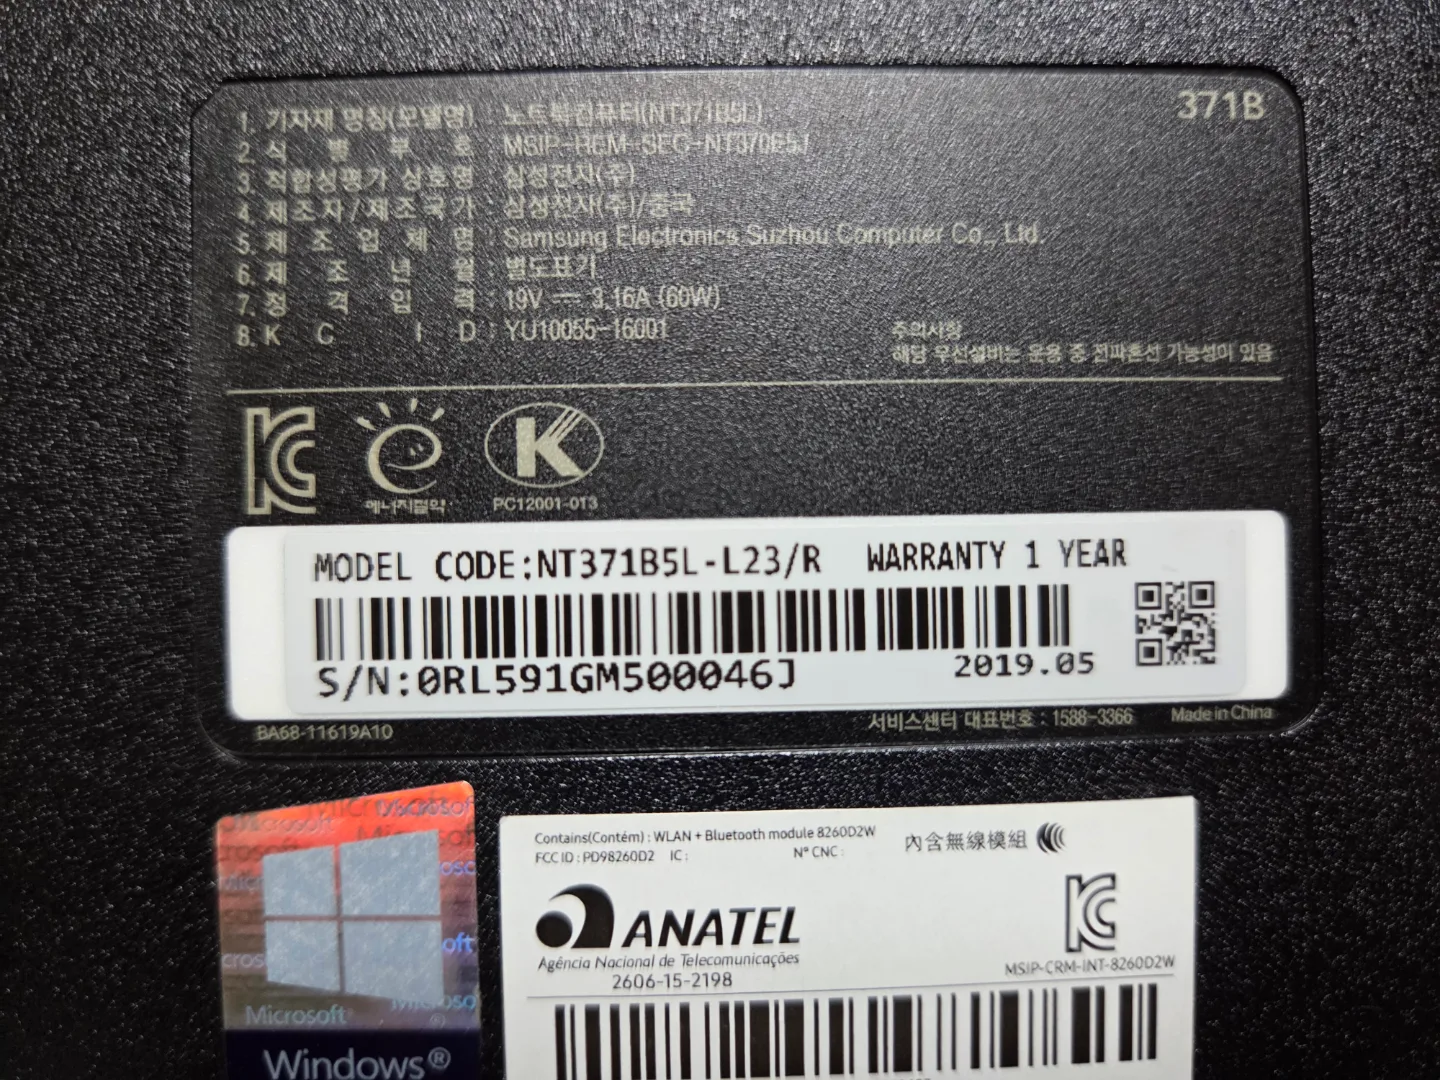 371B
1. 기자재 명칭(모델명) : 노트북컴퓨터(NT371B5L)
2. 식 별 부 호 : MSIP-REM-SEC-NT370B5J
3. 적합성평가 상호명 : 삼성전자(주)
4. 제조자/제조국가 : 삼성전자(주)/중국
5. 제 조 업 체 명 : Samsung Electronics Suzhou Computer Co., Ltd.
6. 제 조 년 월 : 별도표기
7. 정 격 입 력 : 19V ⎓ 3.16A (60W)
8. K C I D : YU10055-16001
주의사항
해당 무선설비는 운용 중 전파혼선 가능성이 있음
에너지절약
K
PC12001-013
MODEL CODE:NT371B5L-L23/R WARRANTY 1 YEAR
S/N:0RL591GM500046J
2019.05
BA68-11619A10
서비스센터 대표번호 : 1588-3366
Made in China
Microsoft
Windows®
Contains(Contém) : WLAN + Bluetooth module 8260D2W
FCC ID : PD98260D2 IC : N° CNC :
內含無線模組
ANATEL
Agência Nacional de Telecomunicações
2606-15-2198
MSIP-CRM-INT-8260D2W